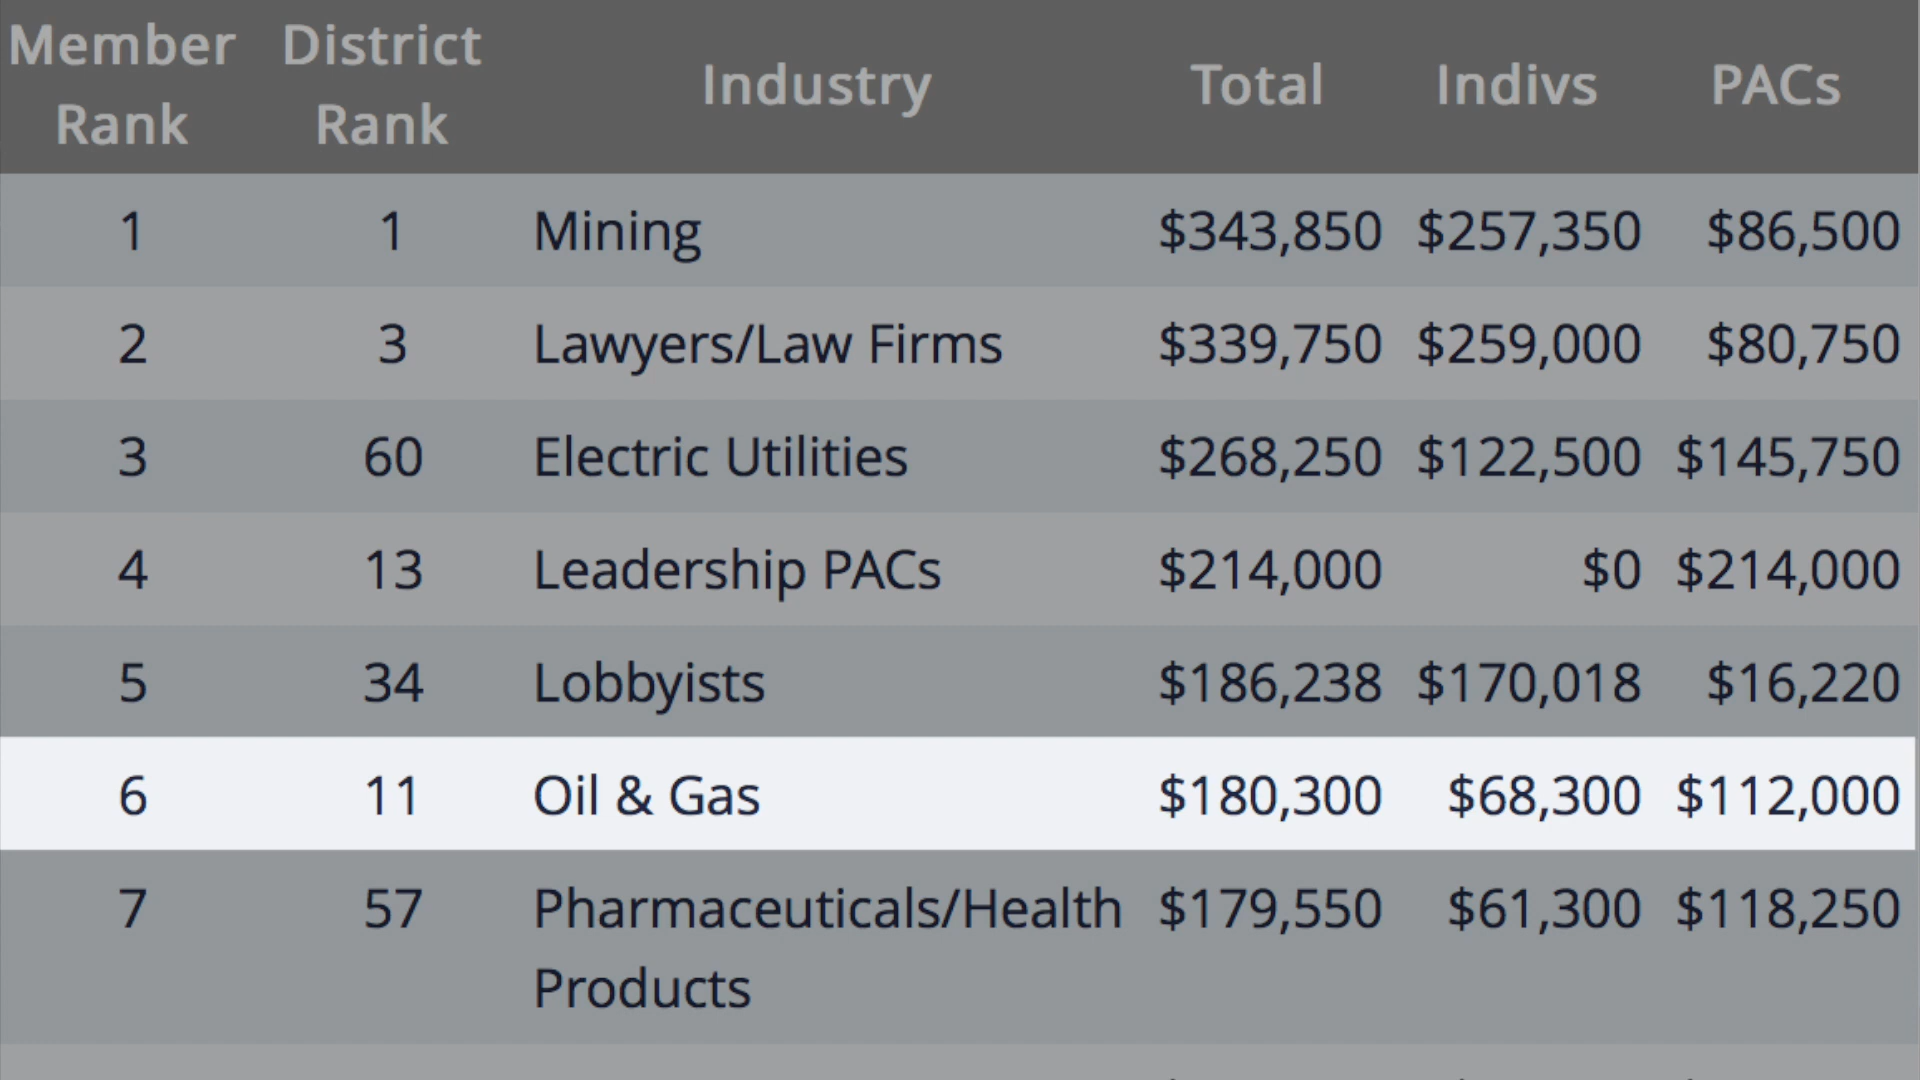 Member Rank District Rank Industry Total Indivs PACs
1 1 Mining $343,850 $257,350 $86,500
2 3 Lawyers/Law Firms $339,750 $259,000 $80,750
3 60 Electric Utilities $268,250 $122,500 $145,750
4 13 Leadership PACs $214,000 $0 $214,000
5 34 Lobbyists $186,238 $170,018 $16,220
6 11 Oil & Gas $180,300 $68,300 $112,000
7 57 Pharmaceuticals/Health Products $179,550 $61,300 $118,250